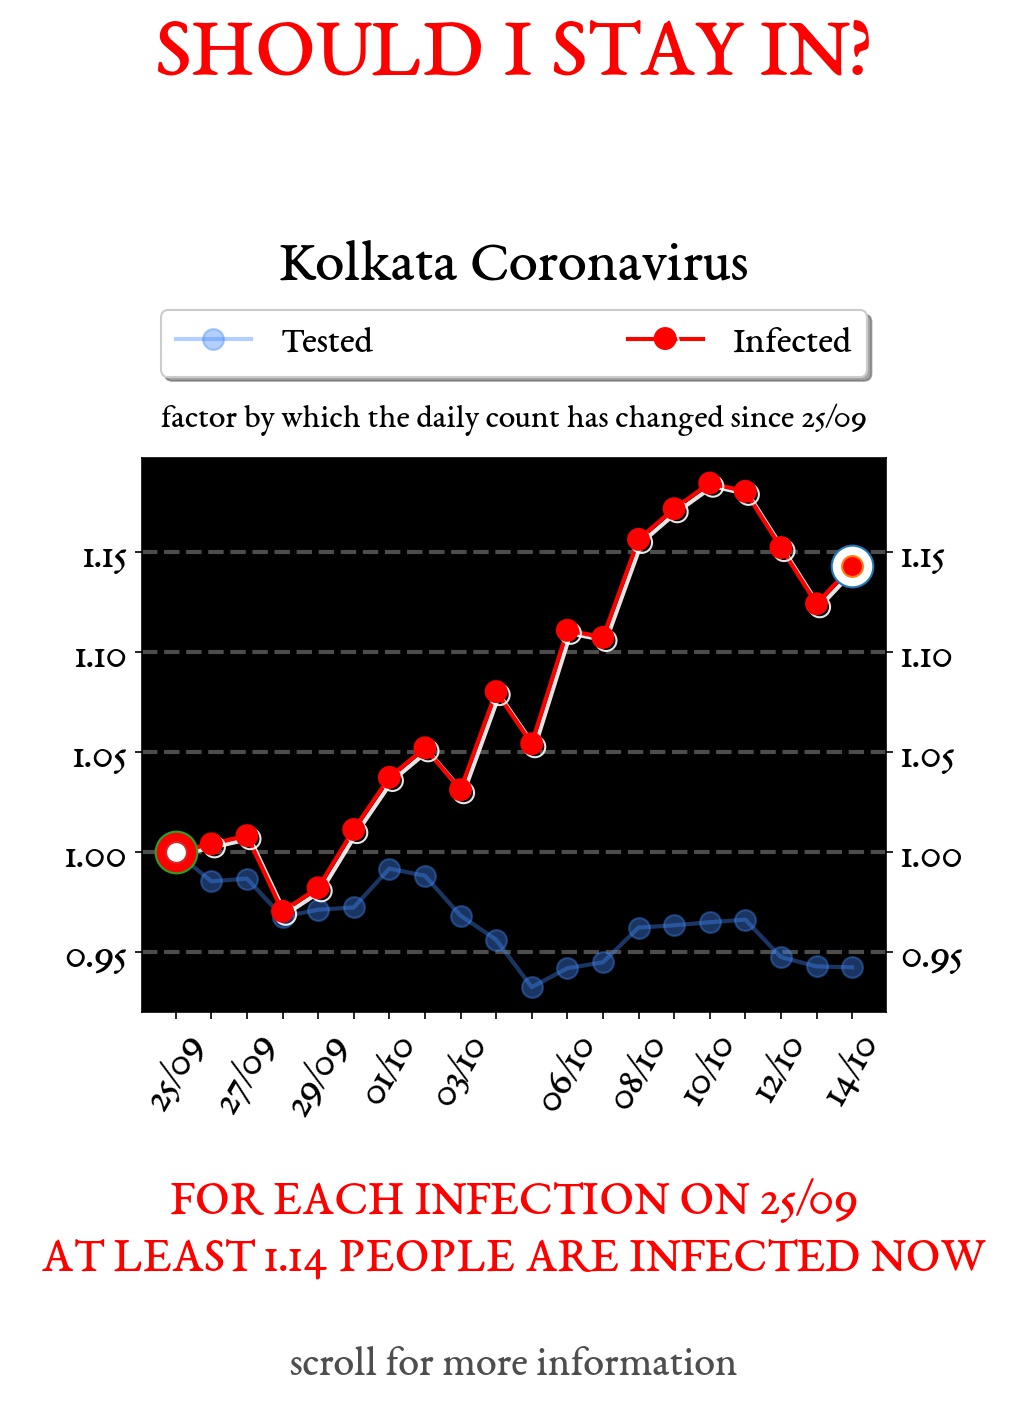 SHOULD I STAY IN?
Kolkata Coronavirus
Tested Infected
factor by which the daily count has changed since 25/09
1.15 1.15
1.10 1.10
1.05 1.05
1.00 1.00
0.95 0.95
25/09 27/09 29/09 01/10 03/10 06/10 08/10 10/10 12/10 14/10
FOR EACH INFECTION ON 25/09
AT LEAST 1.14 PEOPLE ARE INFECTED NOW
scroll for more information